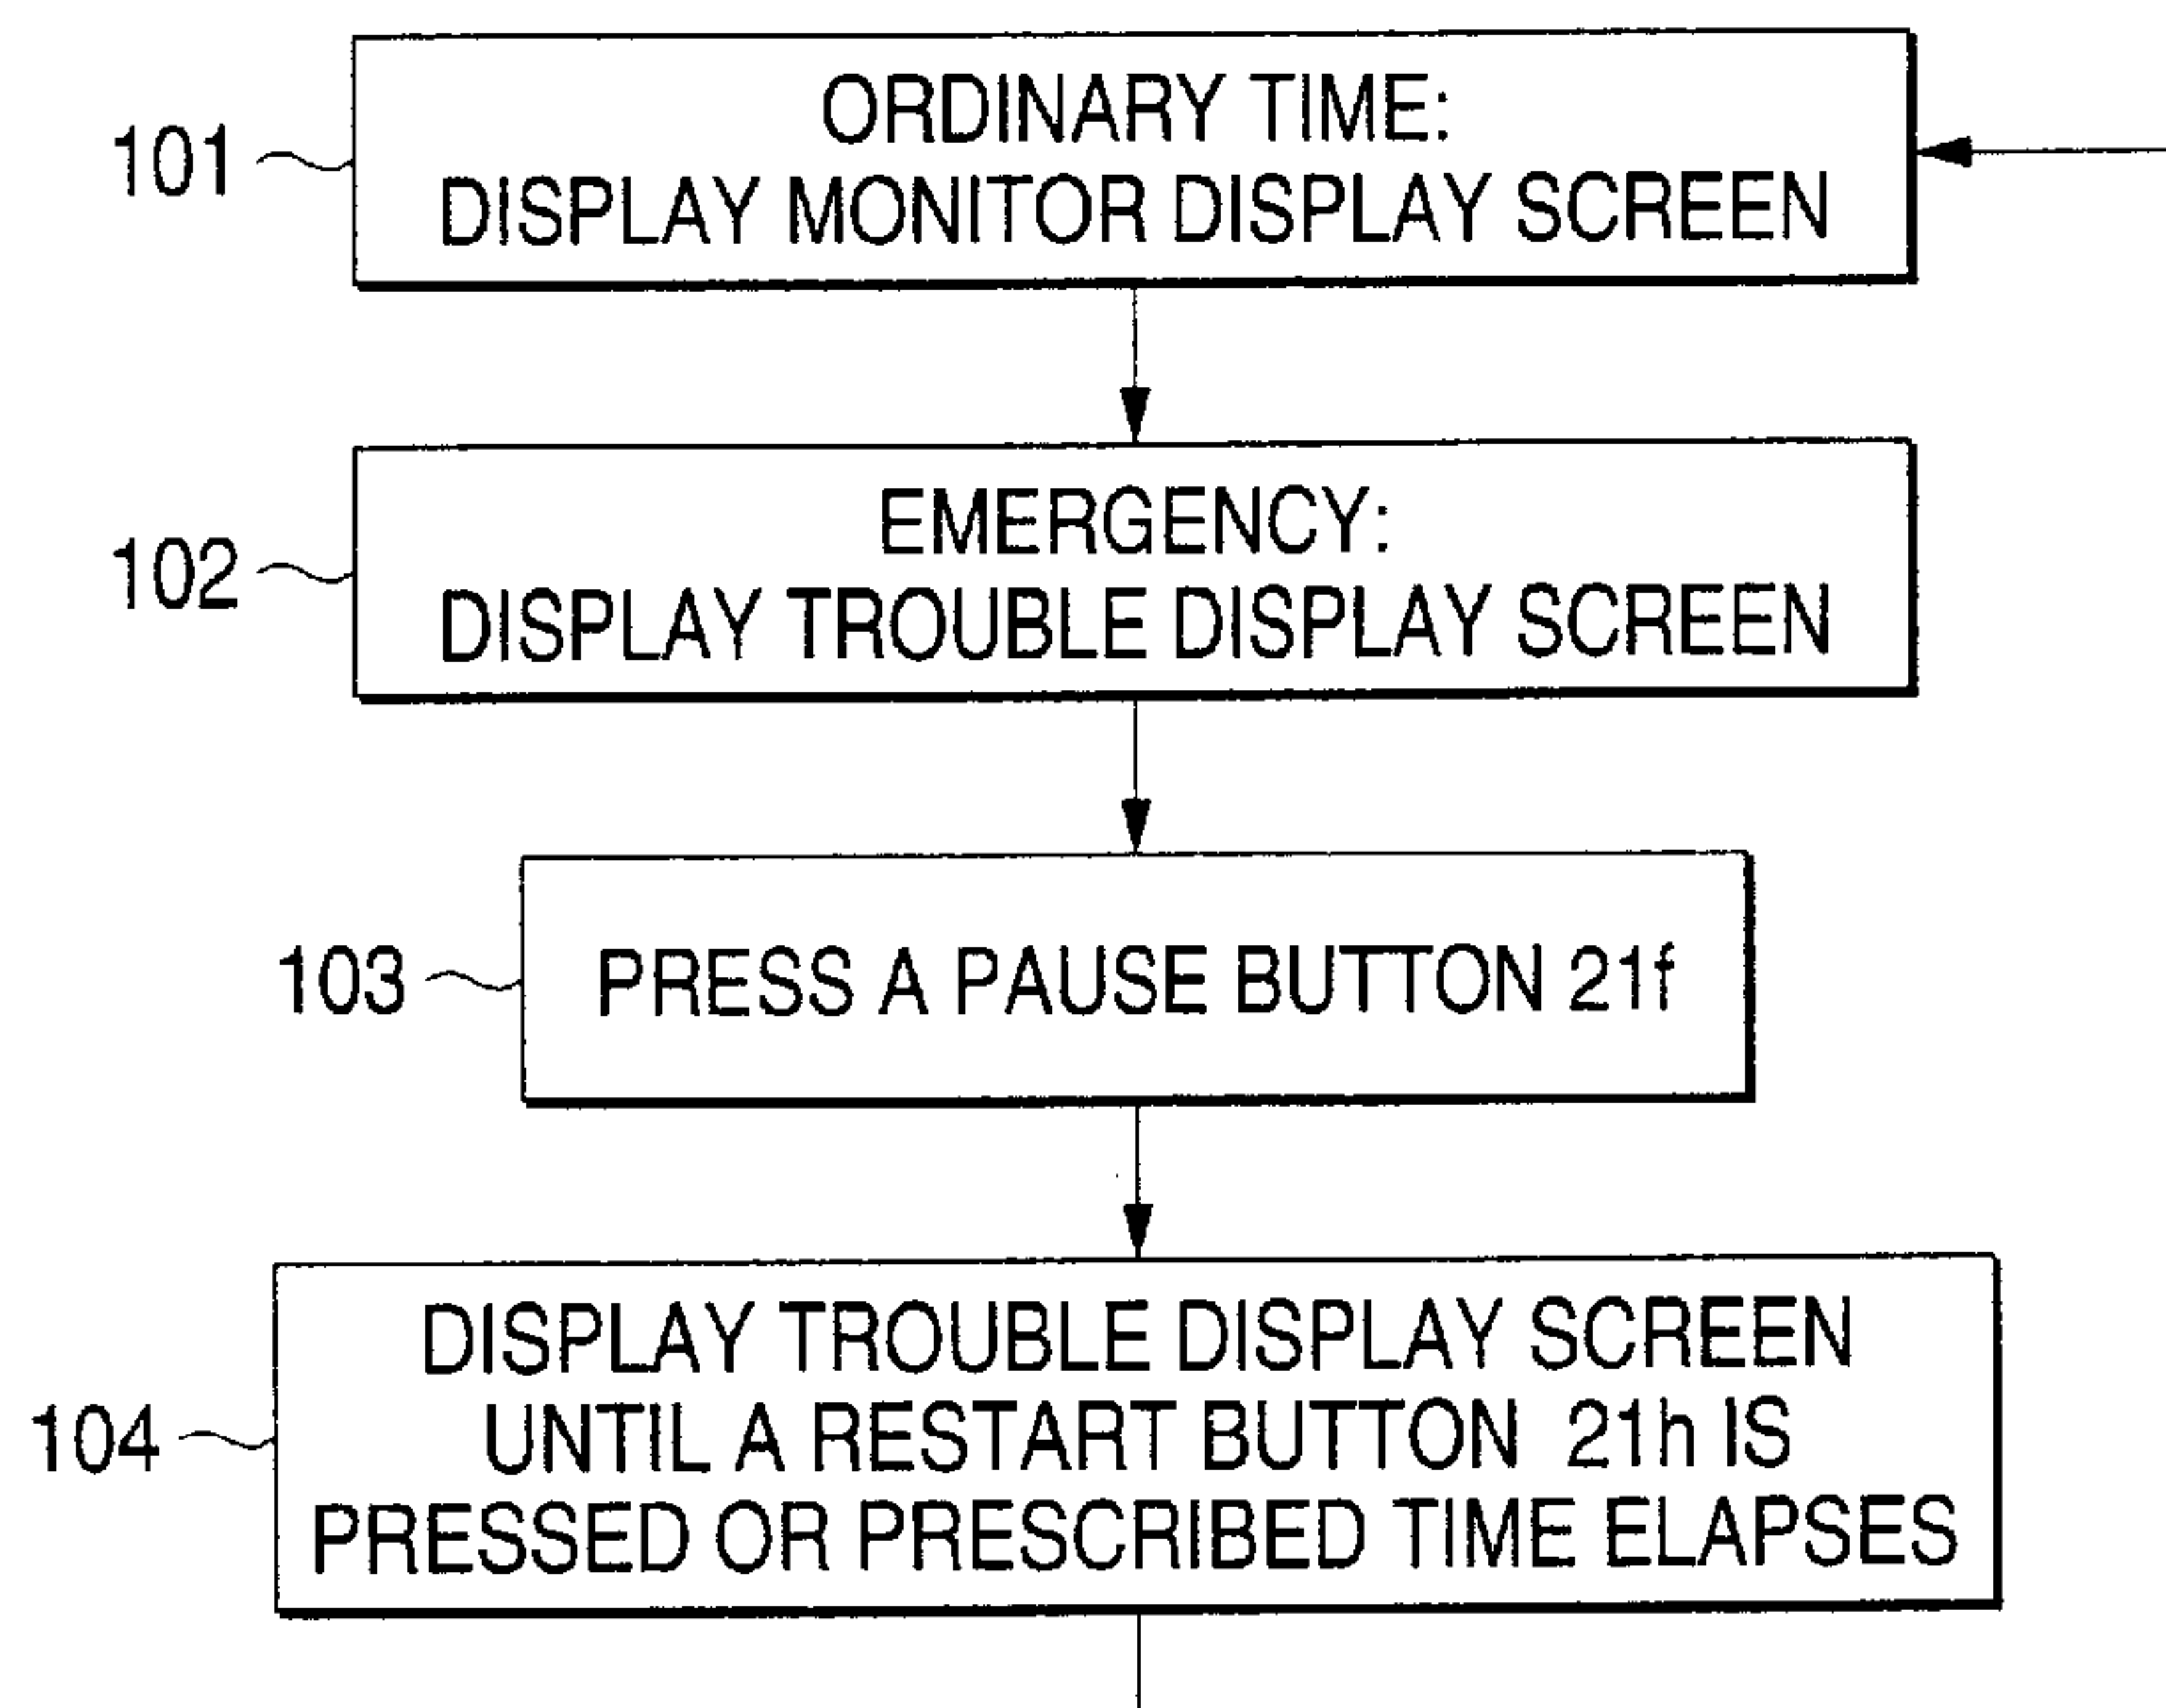 101
ORDINARY TIME:
DISPLAY MONITOR DISPLAY SCREEN
102
EMERGENCY:
DISPLAY TROUBLE DISPLAY SCREEN
103
PRESS A PAUSE BUTTON 21f
104
DISPLAY TROUBLE DISPLAY SCREEN
UNTIL A RESTART BUTTON 21h IS
PRESSED OR PRESCRIBED TIME ELAPSES